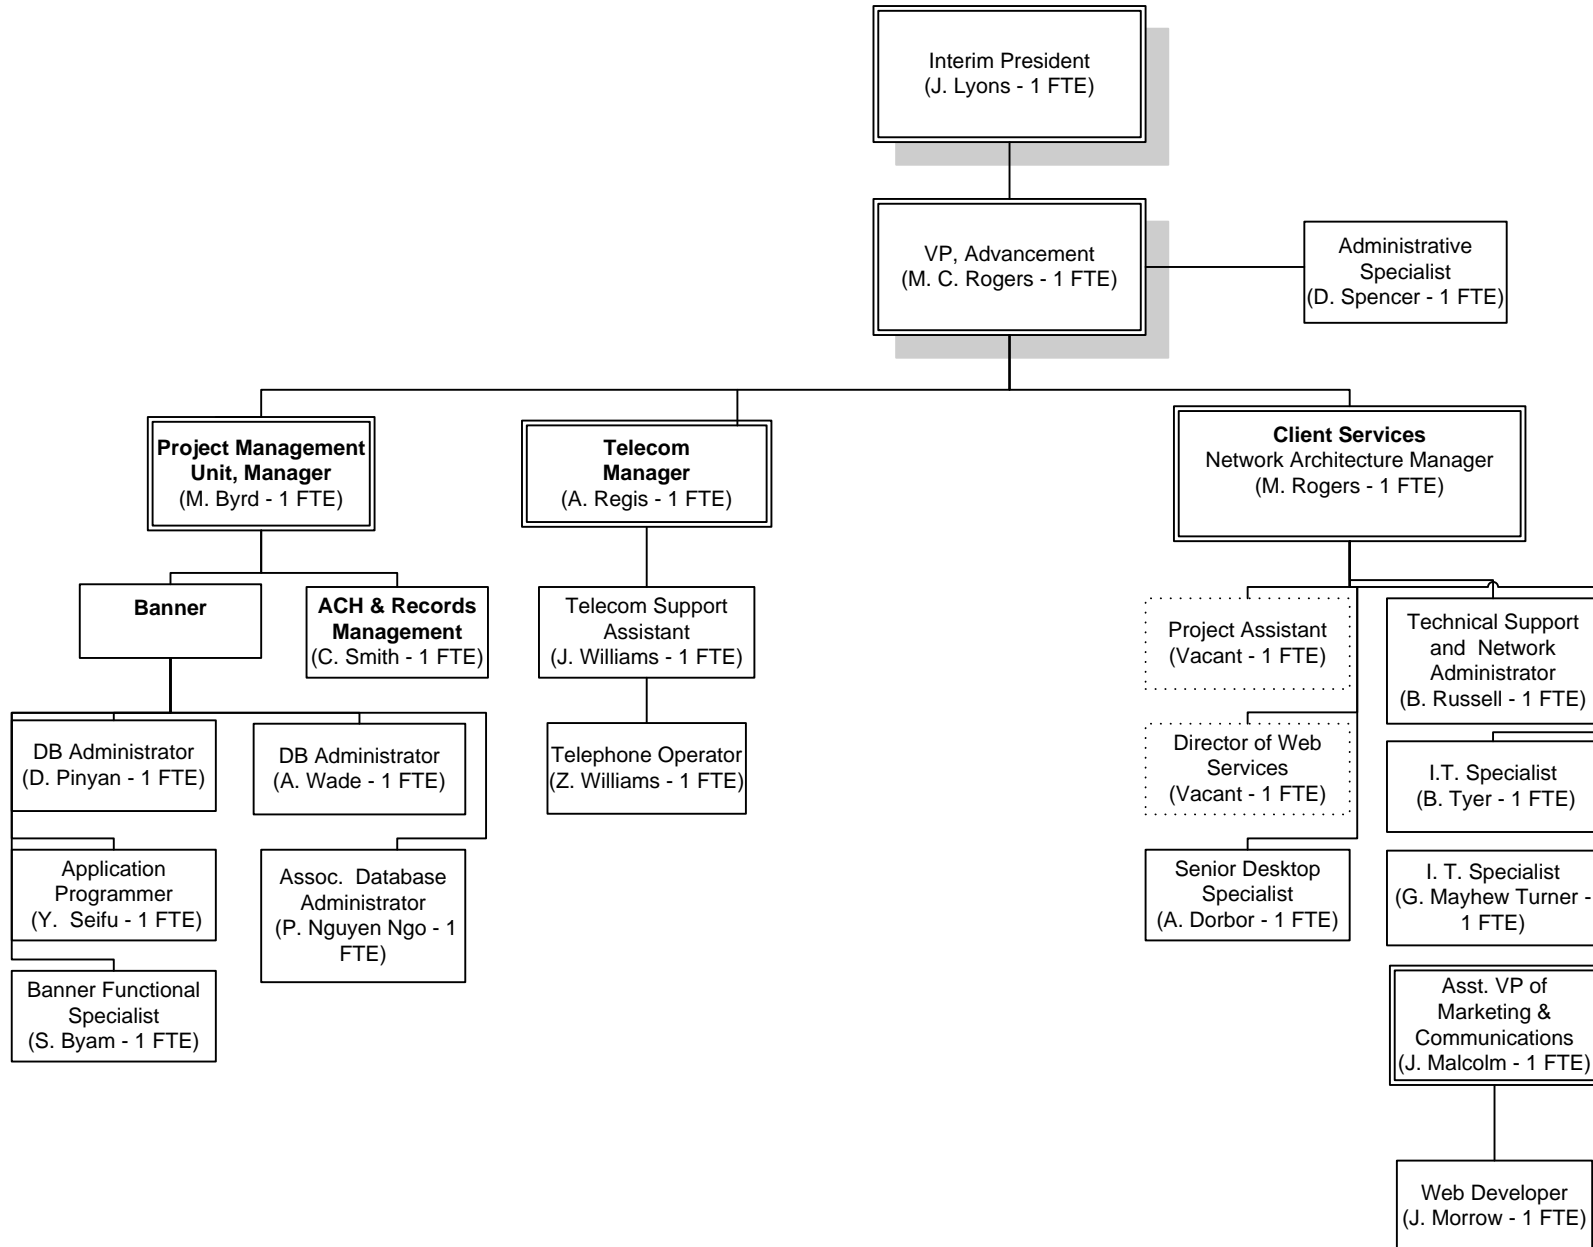 Interim President
(J. Lyons - 1 FTE)
VP, Advancement
(M. C. Rogers - 1 FTE)
Administrative
Specialist
(D. Spencer - 1 FTE)
Project Management
Unit, Manager
(M. Byrd - 1 FTE)
Telecom
Manager
(A. Regis - 1 FTE)
Client Services
Network Architecture Manager
(M. Rogers - 1 FTE)
Banner
ACH & Records
Management
(C. Smith - 1 FTE)
Telecom Support
Assistant
(J. Williams - 1 FTE)
Project Assistant
(Vacant - 1 FTE)
Technical Support
and Network
Administrator
(B. Russell - 1 FTE)
DB Administrator
(D. Pinyan - 1 FTE)
DB Administrator
(A. Wade - 1 FTE)
Telephone Operator
(Z. Williams - 1 FTE)
Director of Web
Services
(Vacant - 1 FTE)
I.T. Specialist
(B. Tyer - 1 FTE)
Application
Programmer
(Y. Seifu - 1 FTE)
Assoc. Database
Administrator
(P. Nguyen Ngo - 1
FTE)
Senior Desktop
Specialist
(A. Dorbor - 1 FTE)
I. T. Specialist
(G. Mayhew Turner -
1 FTE)
Banner Functional
Specialist
(S. Byam - 1 FTE)
Asst. VP of
Marketing &
Communications
(J. Malcolm - 1 FTE)
Web Developer
(J. Morrow - 1 FTE)